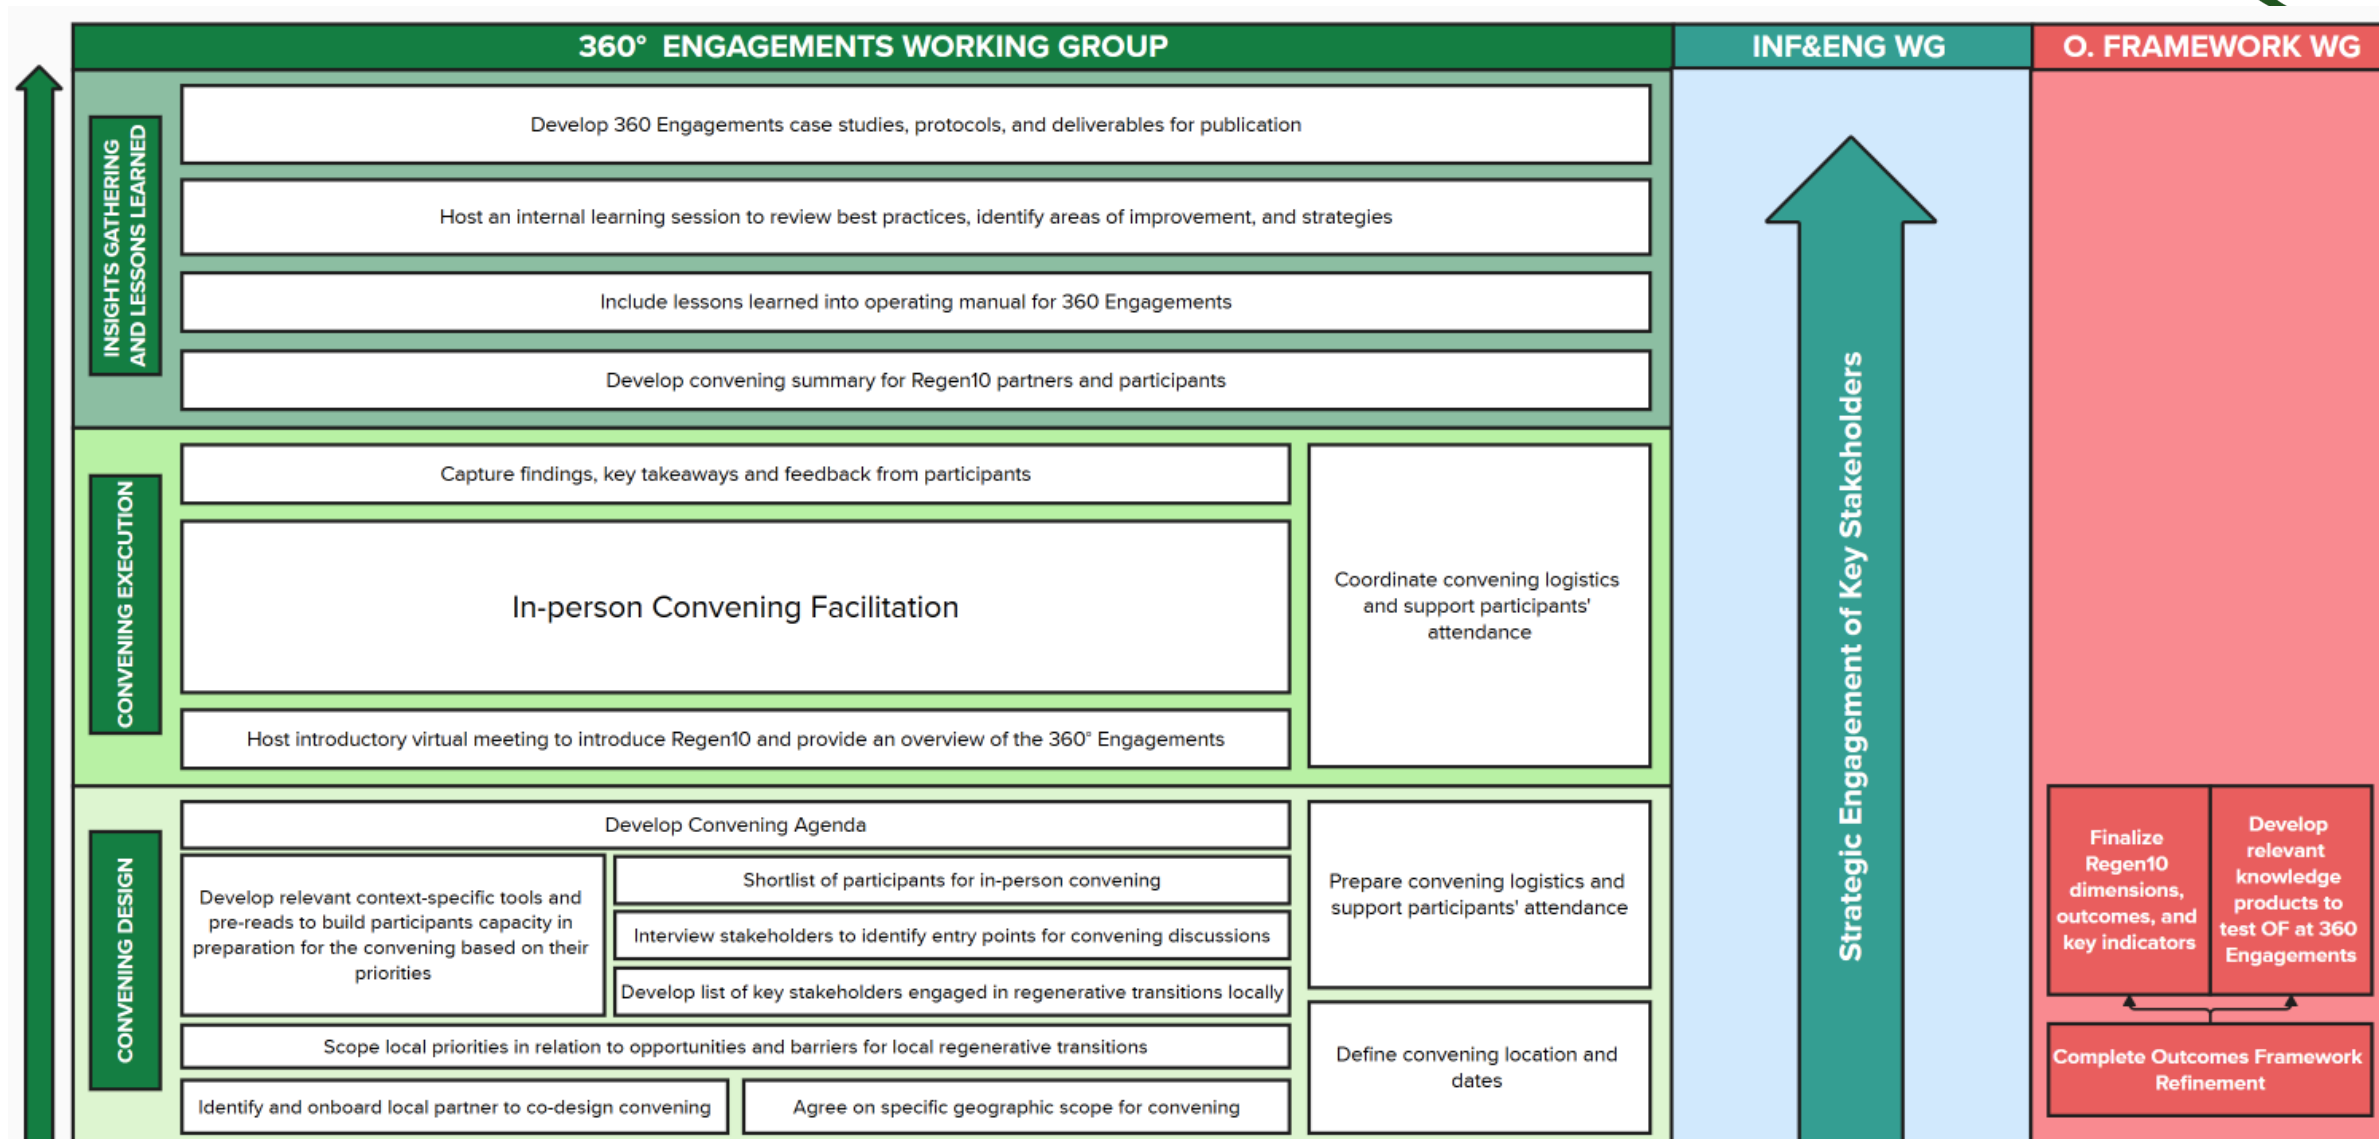 360° ENGAGEMENTS WORKING GROUP
INF&ENG WG
O. FRAMEWORK WG
INSIGHTS GATHERING
AND LESSONS LEARNED
Develop 360 Engagements case studies, protocols, and deliverables for publication
Host an internal learning session to review best practices, identify areas of improvement, and strategies
Include lessons learned into operating manual for 360 Engagements
Develop convening summary for Regen10 partners and participants
CONVENING EXECUTION
Capture findings, key takeaways and feedback from participants
In-person Convening Facilitation
Host introductory virtual meeting to introduce Regen10 and provide an overview of the 360° Engagements
Coordinate convening logistics
and support participants'
attendance
CONVENING DESIGN
Develop Convening Agenda
Develop relevant context-specific tools and
pre-reads to build participants capacity in
preparation for the convening based on their
priorities
Shortlist of participants for in-person convening
Interview stakeholders to identify entry points for convening discussions
Develop list of key stakeholders engaged in regenerative transitions locally
Scope local priorities in relation to opportunities and barriers for local regenerative transitions
Identify and onboard local partner to co-design convening
Agree on specific geographic scope for convening
Prepare convening logistics and
support participants' attendance
Define convening location and
dates
Strategic Engagement of Key Stakeholders
Finalize
Regen10
dimensions,
outcomes, and
key indicators
Develop
relevant
knowledge
products to
test OF at 360
Engagements
Complete Outcomes Framework
Refinement